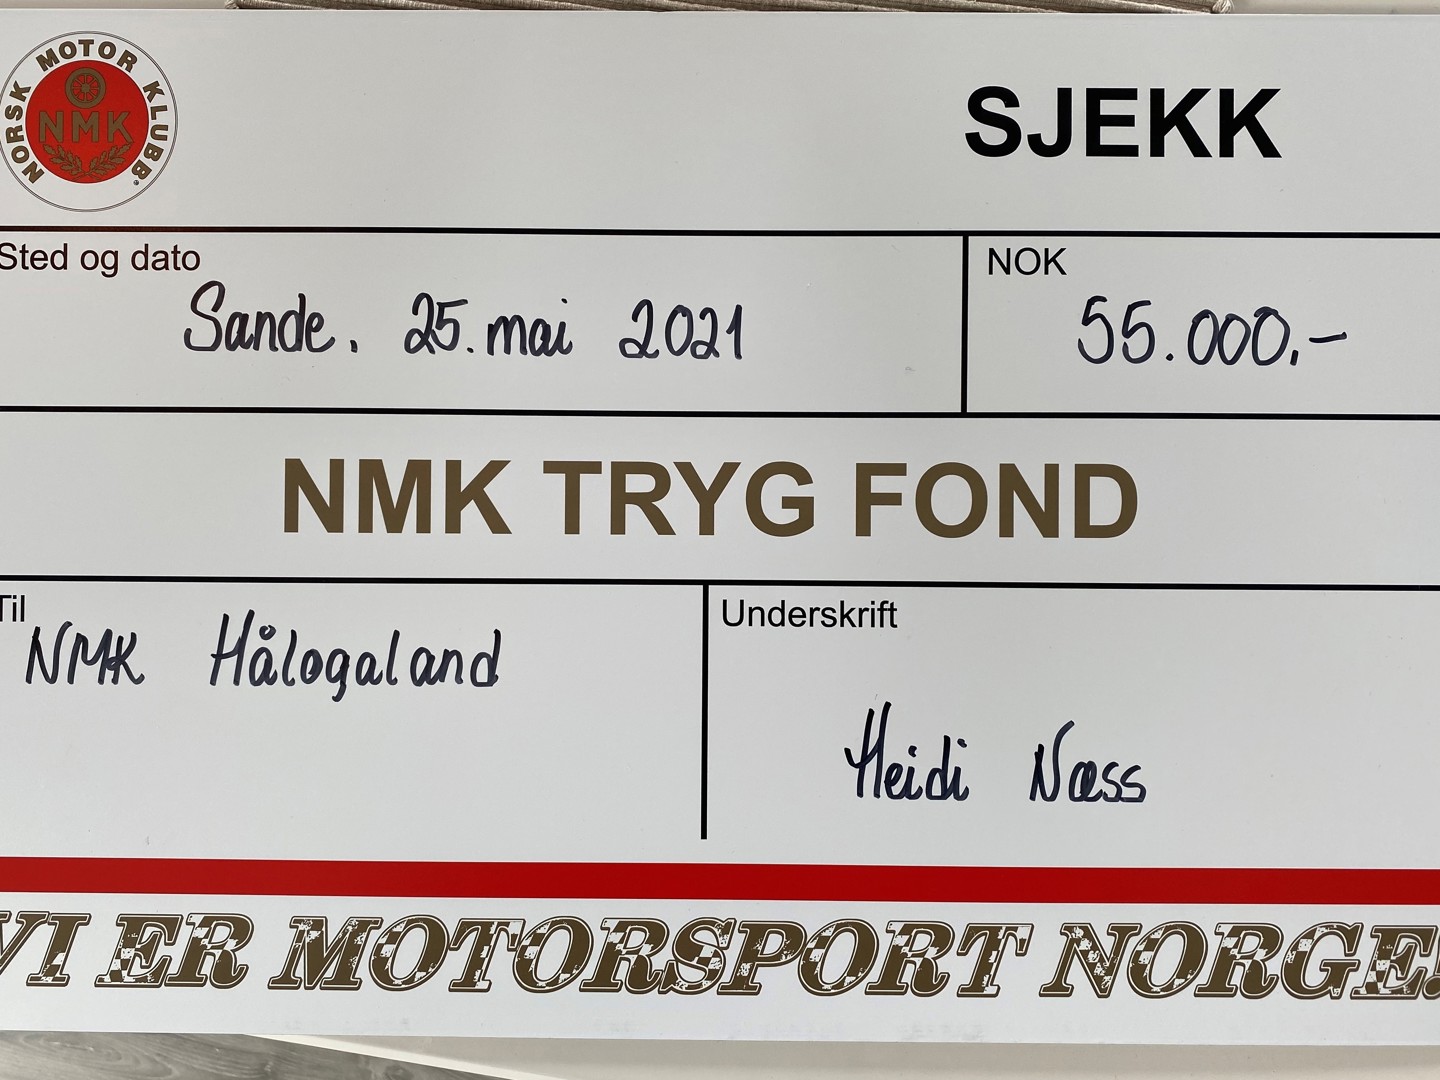 NORSK MOTOR KLUBB
NMK
SJEKK
Sted og dato
Sande. 25. mai 2021
NOK
55.000,-
NMK TRYG FOND
Til
NMK Hålogaland
Underskrift
Heidi Næss
VI ER MOTORSPORT NORGE!